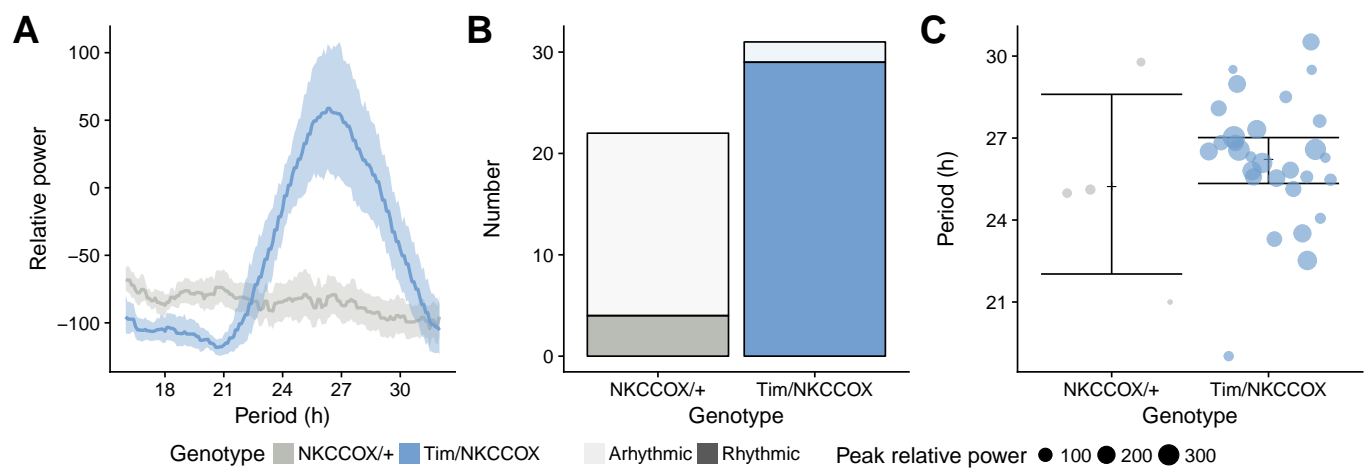 A
Relative power
100
50
0
−50
−100
18 21 24 27 30
Period (h)
B
Number
30
20
10
0
NKCCOX/+ Tim/NKCCOX
Genotype
C
Period (h)
30
27
24
21
NKCCOX/+ Tim/NKCCOX
Genotype
Genotype NKCCOX/+ Tim/NKCCOX Arhythmic Rhythmic Peak relative power 100 200 300